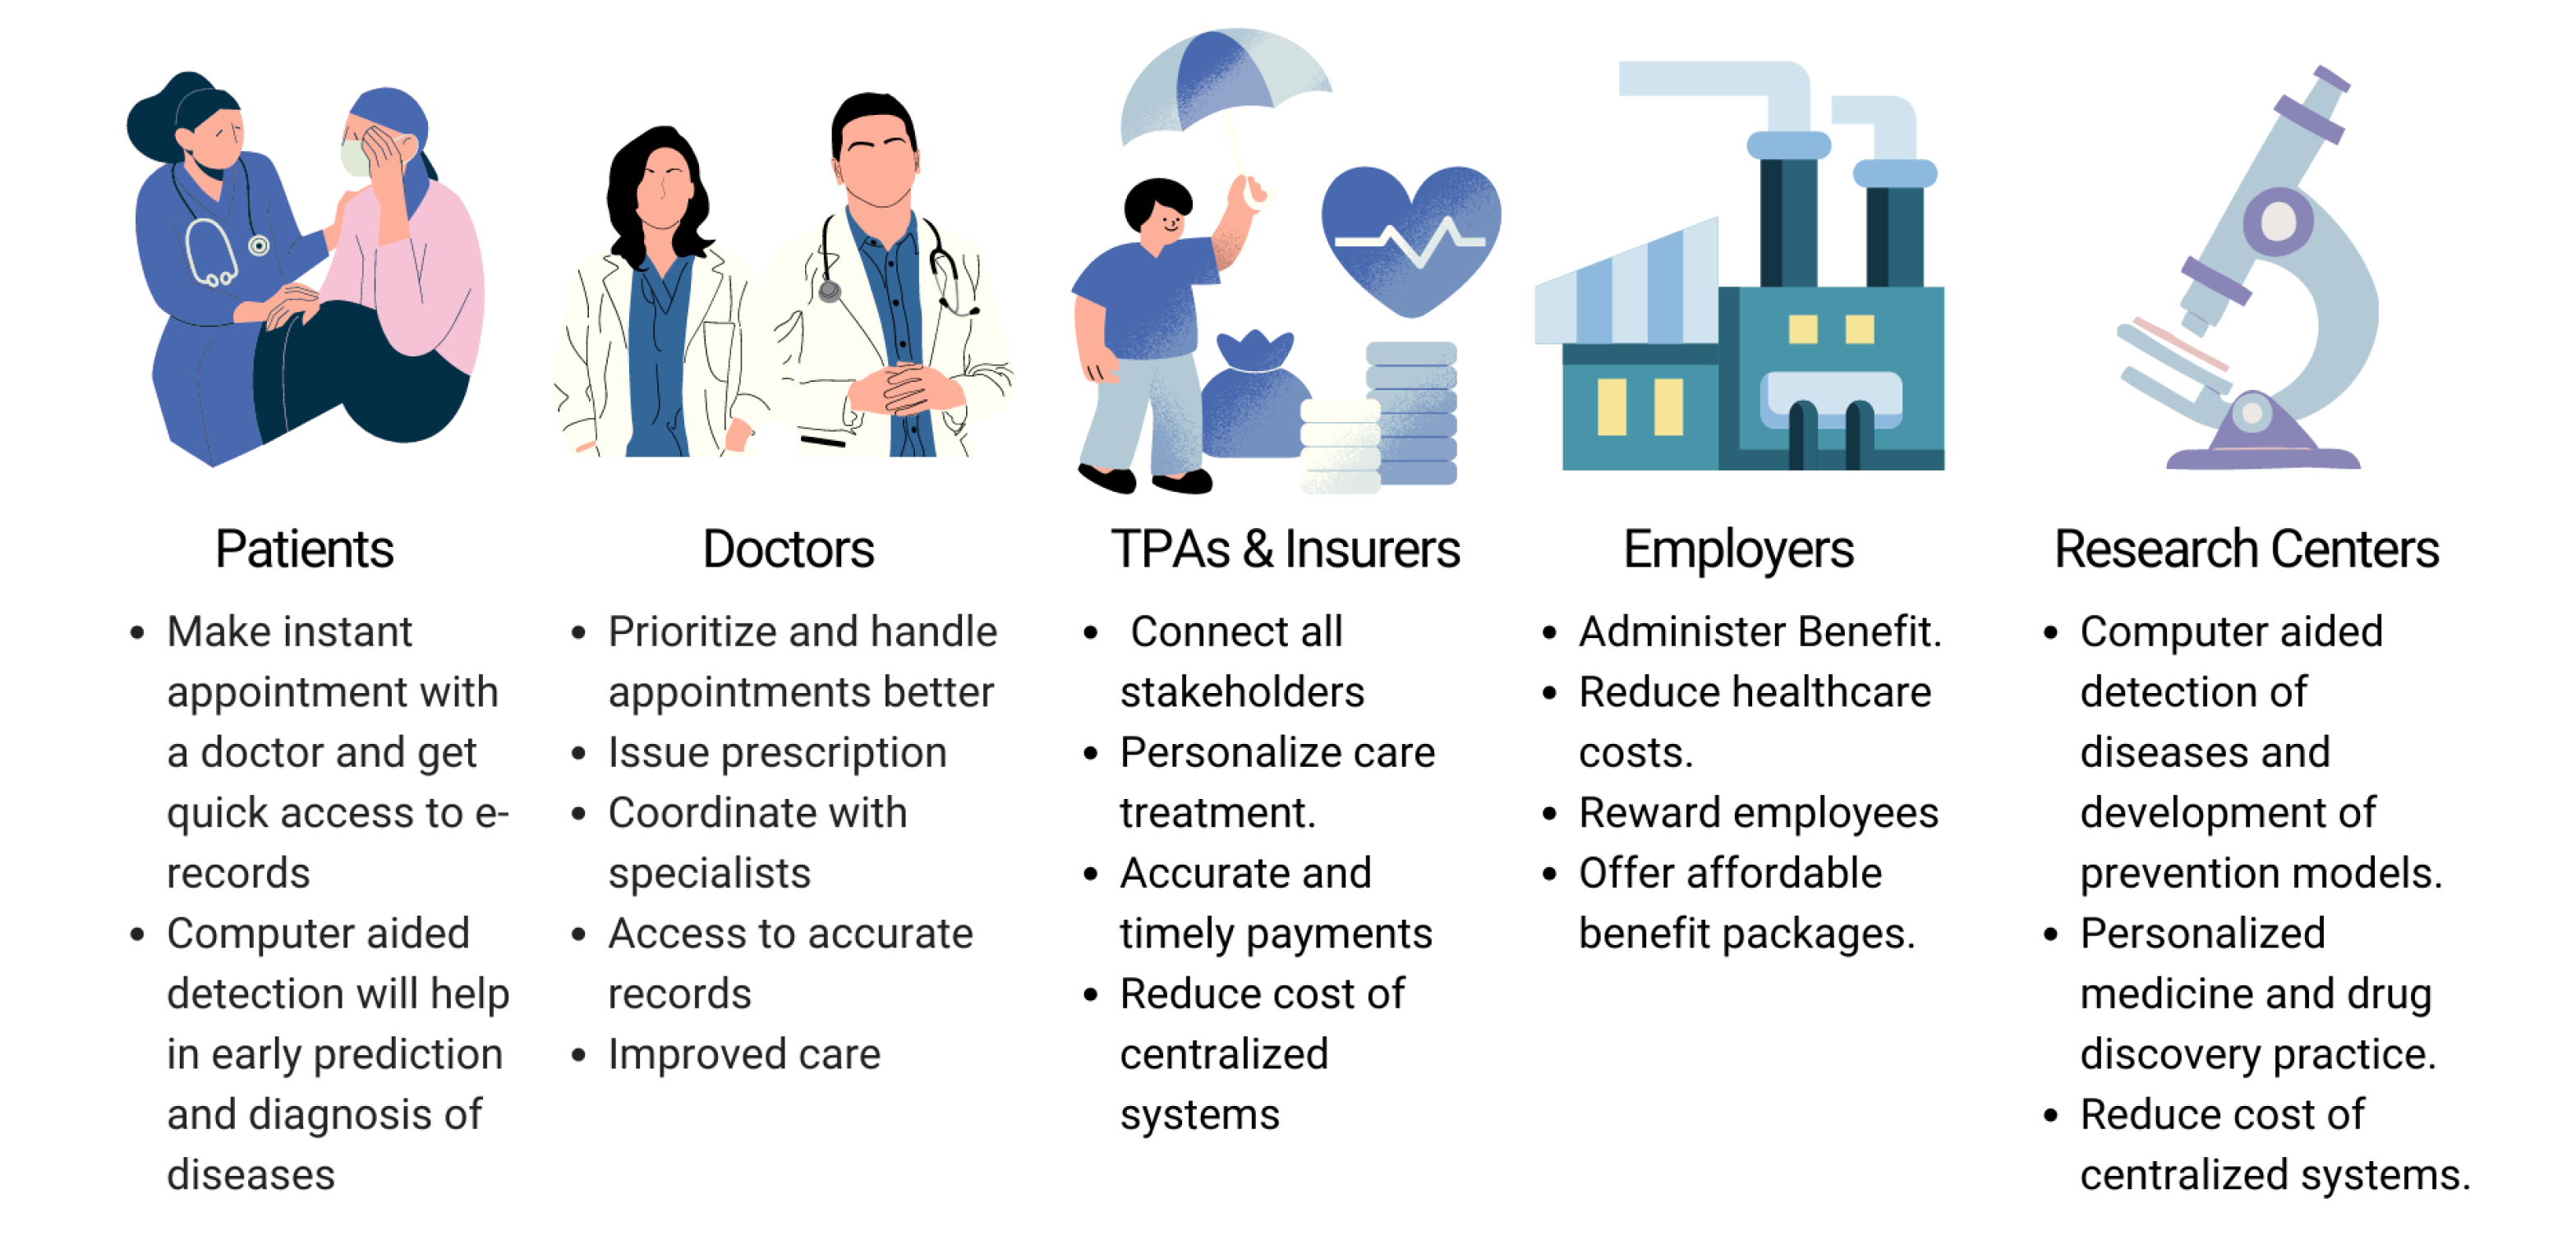 Patients
• Make instant
appointment with
a doctor and get
quick access to e-
records
• Computer aided
detection will help
in early prediction
and diagnosis of
diseases
Doctors
• Prioritize and handle
appointments better
• Issue prescription
• Coordinate with
specialists
• Access to accurate
records
• Improved care
TPAs & Insurers
• Connect all
stakeholders
• Personalize care
treatment.
• Accurate and
timely payments
• Reduce cost of
centralized
systems
Employers
• Administer Benefit.
• Reduce healthcare
costs.
• Reward employees
• Offer affordable
benefit packages.
Research Centers
• Computer aided
detection of
diseases and
development of
prevention models.
• Personalized
medicine and drug
discovery practice.
• Reduce cost of
centralized systems.